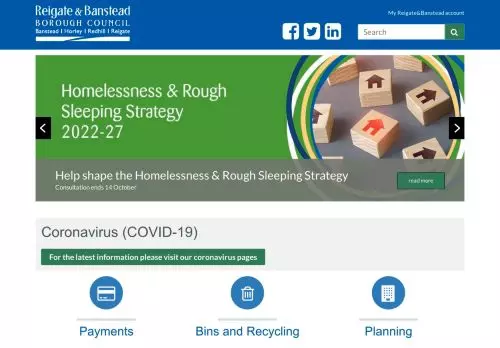 Reigate & Banstead
BOROUGH COUNCIL
Banstead | Horley | Redhill | Reigate
My Reigate&Banstead account
Search
Homelessness & Rough
Sleeping Strategy
2022-27
Help shape the Homelessness & Rough Sleeping Strategy
Consultation ends 14 October
read more
Coronavirus (COVID-19)
For the latest information please visit our coronavirus pages
Payments
Bins and Recycling
Planning